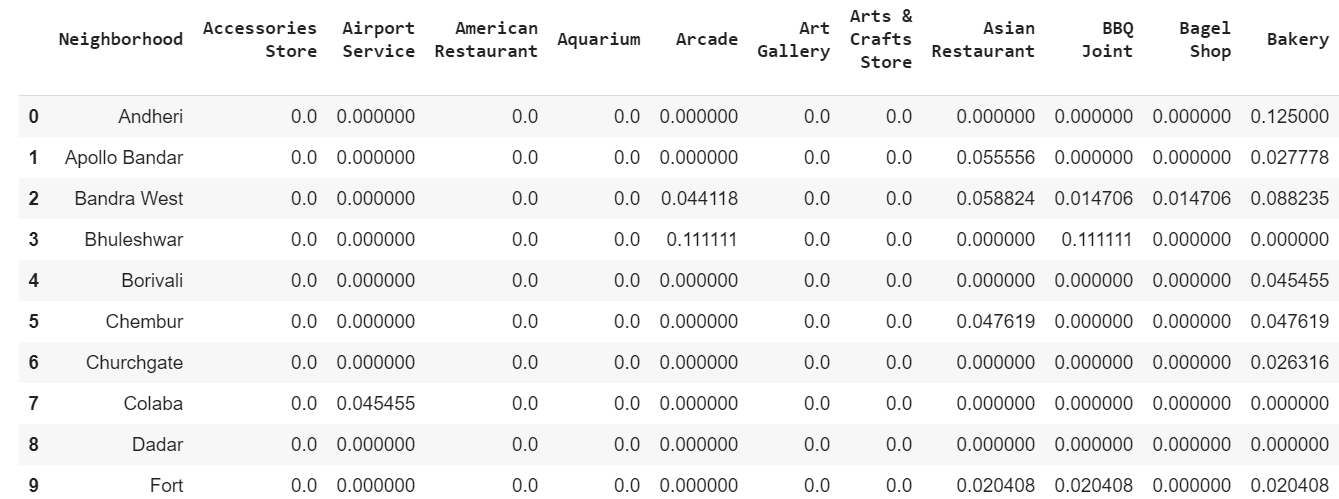 Neighborhood Accessories Store Airport Service American Restaurant Aquarium Arcade Art Gallery Arts & Crafts Store Asian Restaurant BBQ Joint Bagel Shop Bakery
0 Andheri 0.0 0.000000 0.0 0.0 0.000000 0.0 0.0 0.000000 0.000000 0.000000 0.125000
1 Apollo Bandar 0.0 0.000000 0.0 0.0 0.000000 0.0 0.0 0.055556 0.000000 0.000000 0.027778
2 Bandra West 0.0 0.000000 0.0 0.0 0.044118 0.0 0.0 0.058824 0.014706 0.014706 0.088235
3 Bhuleshwar 0.0 0.000000 0.0 0.0 0.111111 0.0 0.0 0.000000 0.111111 0.000000 0.000000
4 Borivali 0.0 0.000000 0.0 0.0 0.000000 0.0 0.0 0.000000 0.000000 0.000000 0.045455
5 Chembur 0.0 0.000000 0.0 0.0 0.000000 0.0 0.0 0.047619 0.000000 0.000000 0.047619
6 Churchgate 0.0 0.000000 0.0 0.0 0.000000 0.0 0.0 0.000000 0.000000 0.000000 0.026316
7 Colaba 0.0 0.045455 0.0 0.0 0.000000 0.0 0.0 0.000000 0.000000 0.000000 0.000000
8 Dadar 0.0 0.000000 0.0 0.0 0.000000 0.0 0.0 0.000000 0.000000 0.000000 0.000000
9 Fort 0.0 0.000000 0.0 0.0 0.000000 0.0 0.0 0.020408 0.020408 0.000000 0.020408